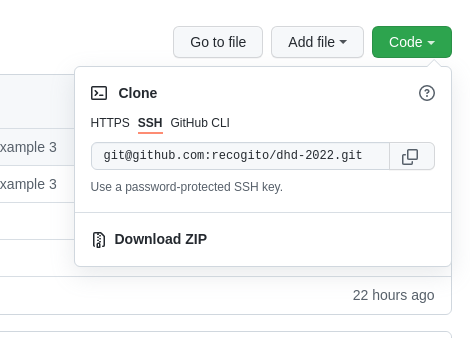 Go to file Add file Code
Clone
HTTPS SSH GitHub CLI
git@github.com:recogito/dhd-2022.git
Use a password-protected SSH key.
Download ZIP
xample 3
xample 3
22 hours ago